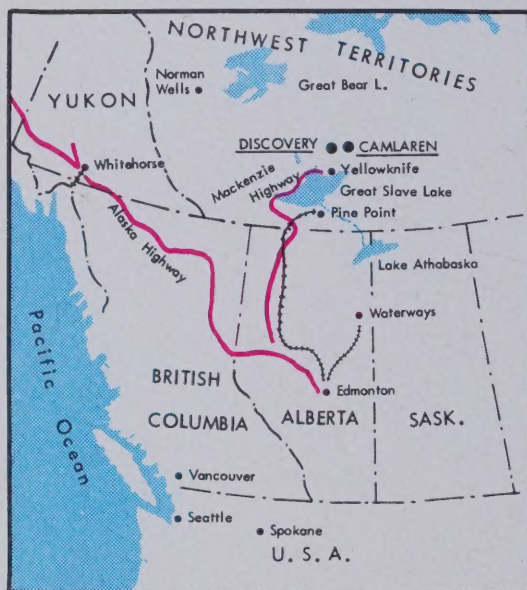 NORTHWEST TERRITORIES
Norman
Wells
Great Bear L.
YUKON
DISCOVERY
CAMLAREN
Whitehorse
Yellowknife
Mackenzie
Highway
Great Slave Lake
Pine Point
Alaska Highway
Lake Athabaska
Waterways
Pacific Ocean
BRITISH
COLUMBIA
Edmonton
ALBERTA
SASK.
Vancouver
Seattle
Spokane
U. S. A.